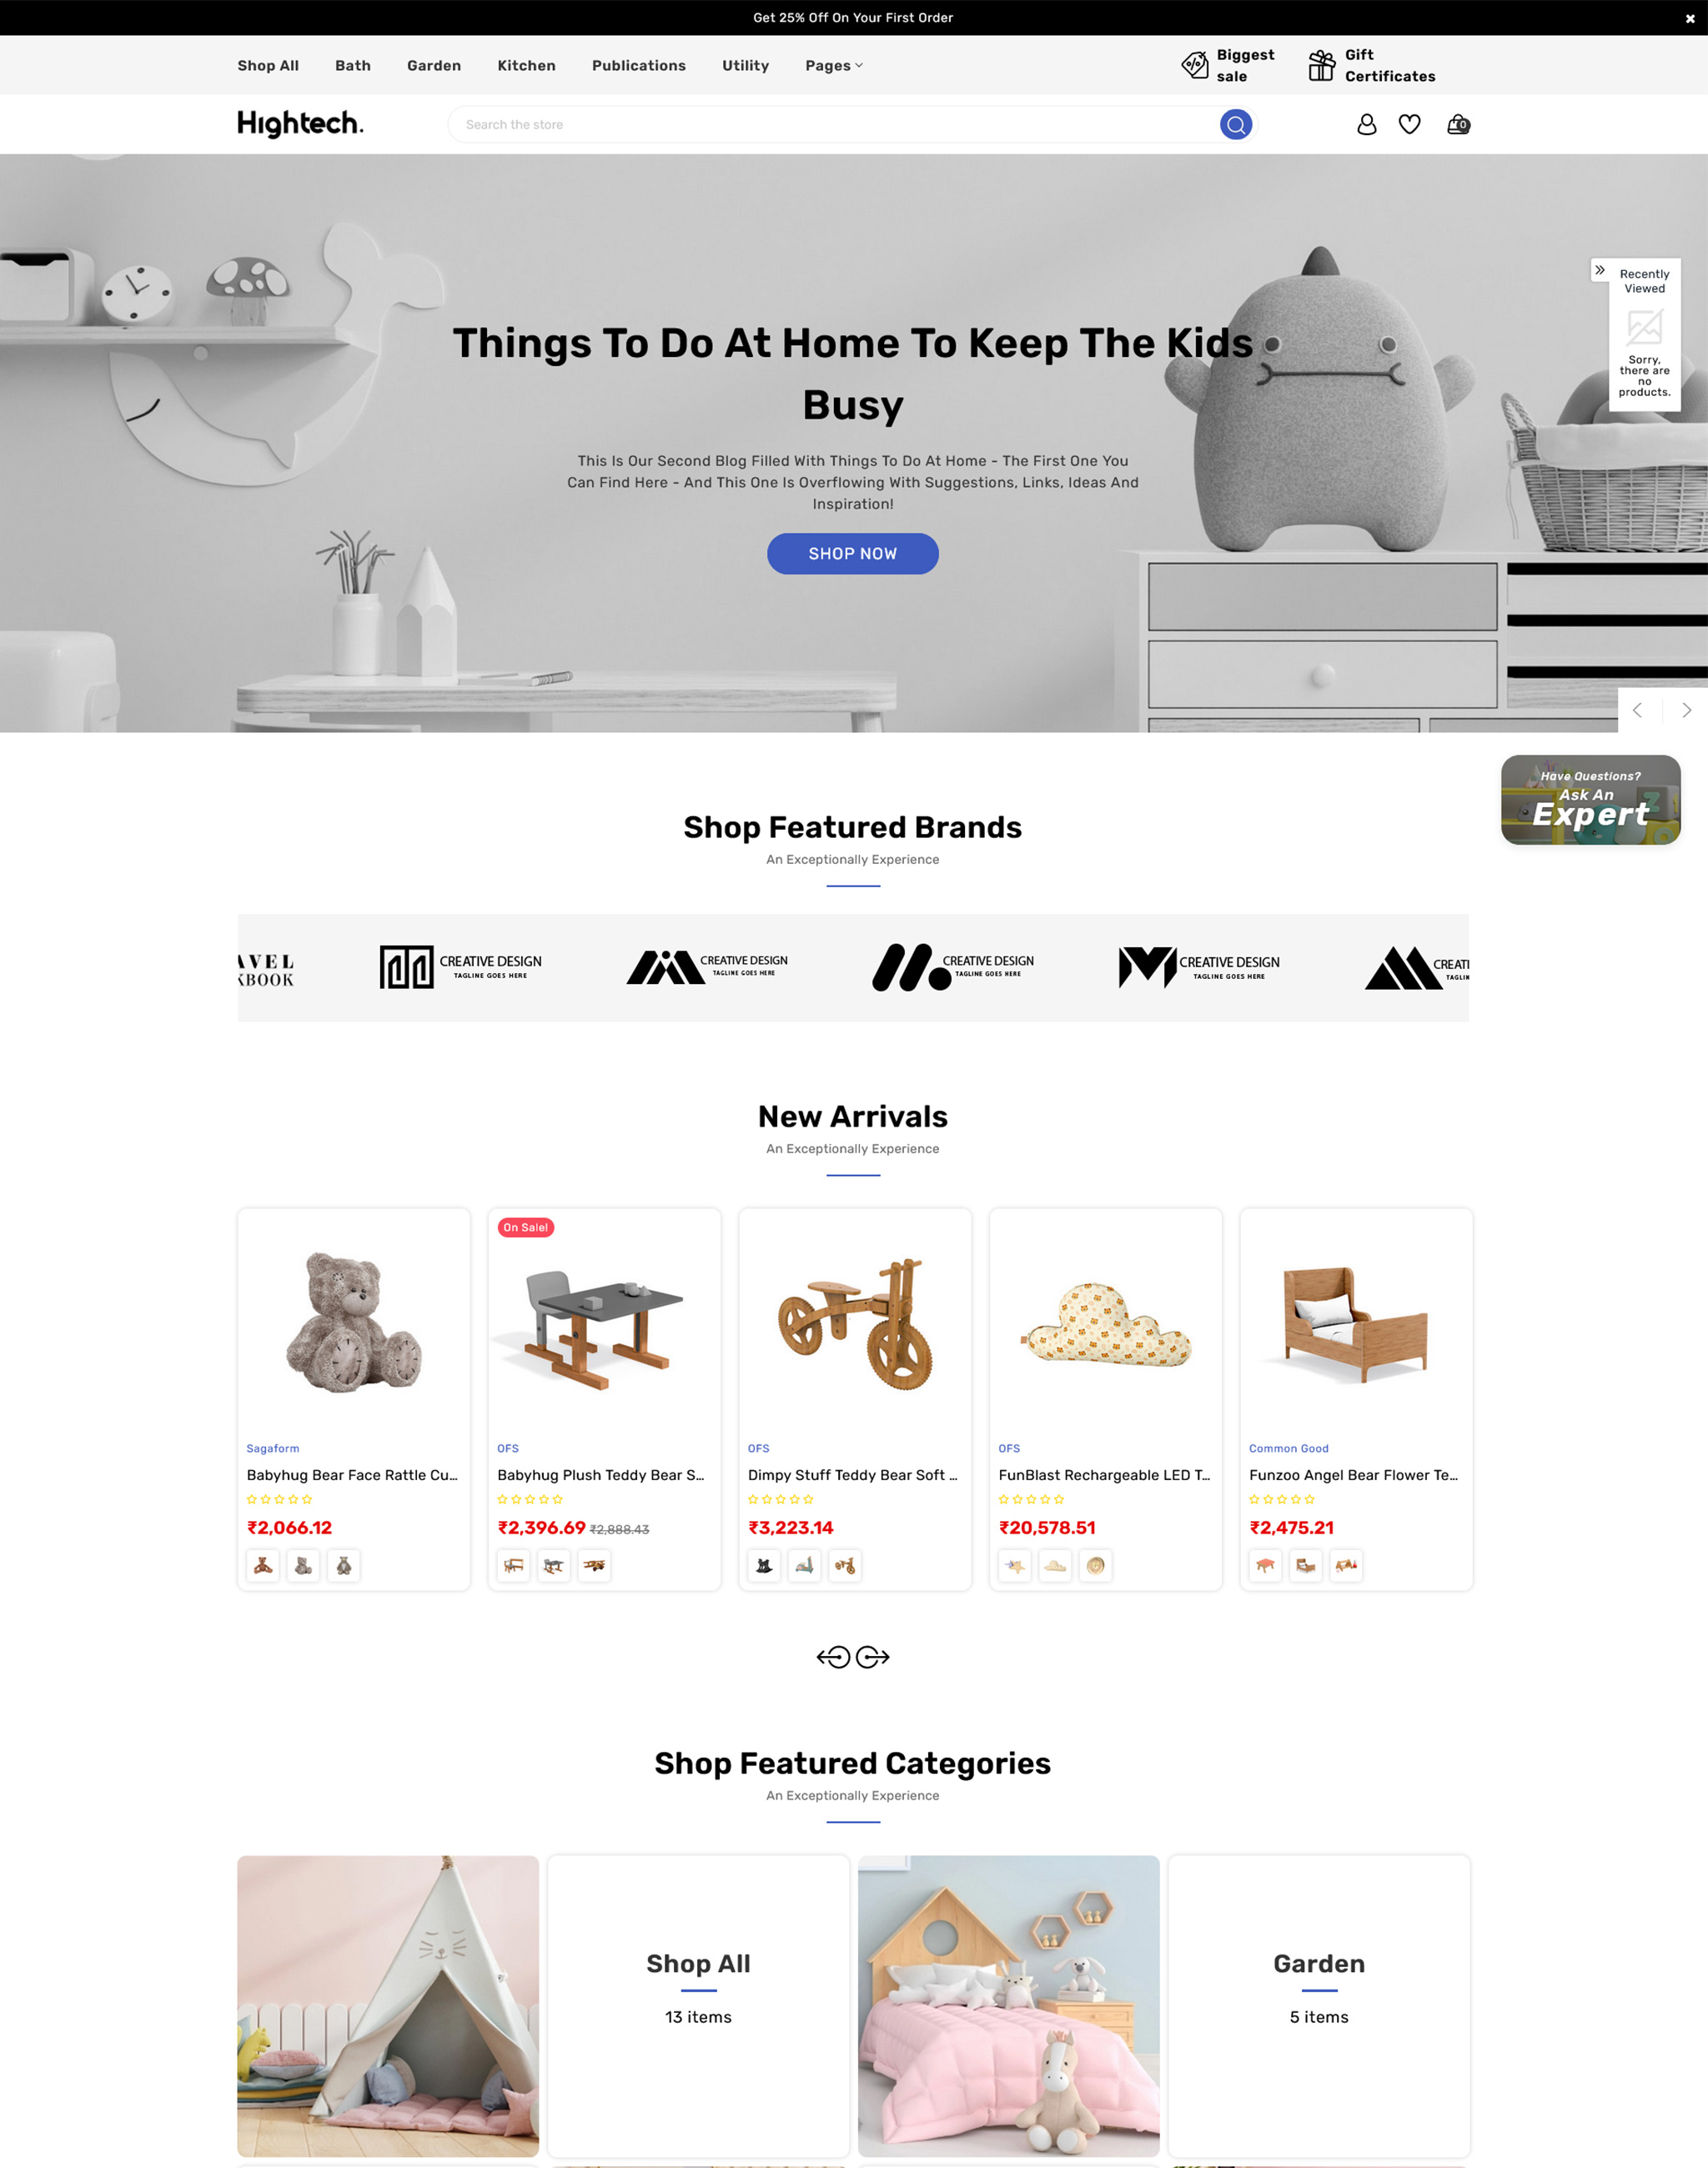 Get 25% Off On Your First Order
Shop All Bath Garden Kitchen Publications Utility Pages
Biggest
sale
Gift
Certificates
Hightech.
Search the store
0
Recently
Viewed
Sorry,
there are
no
products.
Things To Do At Home To Keep The Kids
Busy
This Is Our Second Blog Filled With Things To Do At Home - The First One You
Can Find Here - And This One Is Overflowing With Suggestions, Links, Ideas And
Inspiration!
SHOP NOW
Have Questions?
Ask An
Expert
Shop Featured Brands
An Exceptionally Experience
AVEL
KBOOK
CREATIVE DESIGN
TAGLINE GOES HERE
CREATIVE DESIGN
TAGLINE GOES HERE
CREATIVE DESIGN
TAGLINE GOES HERE
CREATIVE DESIGN
TAGLINE GOES HERE
CREATI
TAGLIN
New Arrivals
An Exceptionally Experience
Sagaform
Babyhug Bear Face Rattle Cu...
₹2,066.12
On Sale!
OFS
Babyhug Plush Teddy Bear S...
₹2,396.69 ₹2,888.43
OFS
Dimpy Stuff Teddy Bear Soft ...
₹3,223.14
OFS
FunBlast Rechargeable LED T...
₹20,578.51
Common Good
Funzoo Angel Bear Flower Te...
₹2,475.21
Shop Featured Categories
An Exceptionally Experience
Shop All
13 items
Garden
5 items